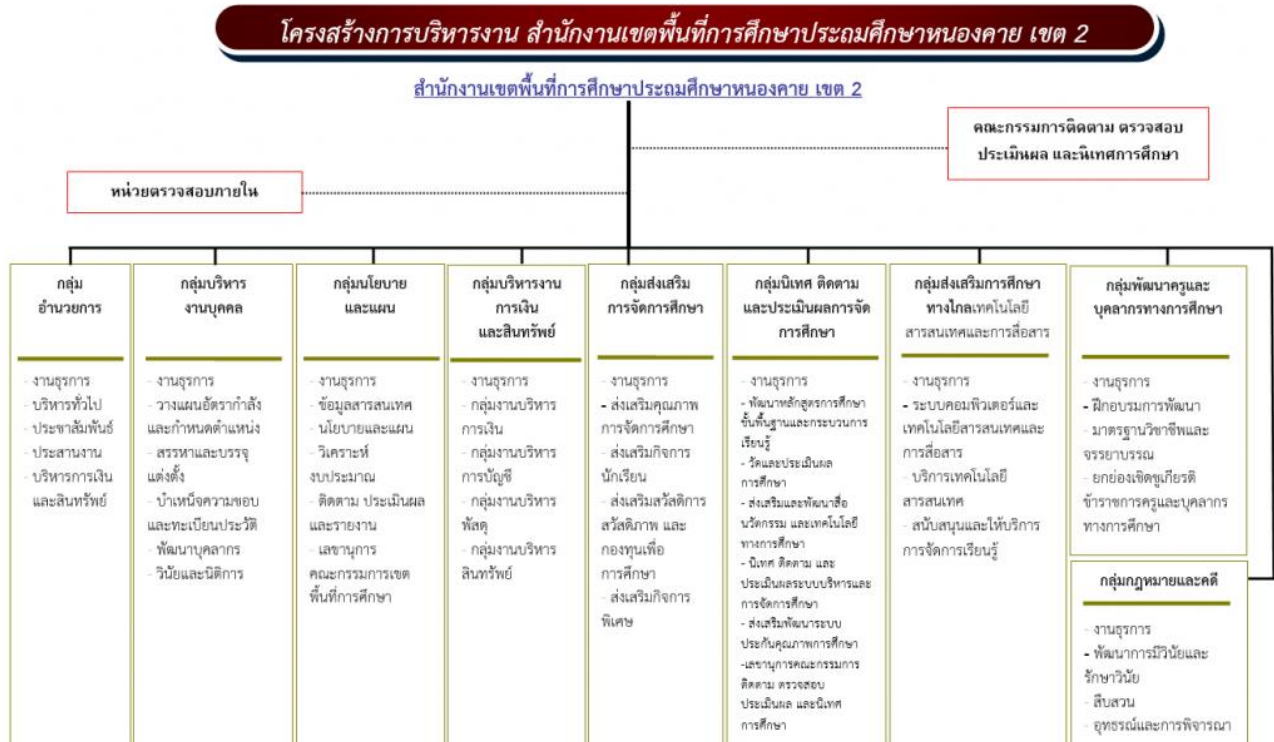 โครงสร้างการบริหารงาน สำนักงานเขตพื้นที่การศึกษาประถมศึกษาหนองคาย เขต 2
สำนักงานเขตพื้นที่การศึกษาประถมศึกษาหนองคาย เขต 2
คณะกรรมการติดตาม ตรวจสอบ
ประเมินผล และนิเทศการศึกษา
หน่วยตรวจสอบภายใน
กลุ่ม
อำนวยการ
- งานธุรการ
- บริหารทั่วไป
- ประชาสัมพันธ์
- ประสานงาน
- บริหารการเงิน
และสินทรัพย์
กลุ่มบริหาร
งานบุคคล
- งานธุรการ
- วางแผนอัตรากำลัง
และกำหนดตำแหน่ง
- สรรหาและบรรจุ
แต่งตั้ง
- บำเหน็จความชอบ
และทะเบียนประวัติ
- พัฒนาบุคลากร
- วินัยและนิติการ
กลุ่มนโยบาย
และแผน
- งานธุรการ
- ข้อมูลสารสนเทศ
- นโยบายและแผน
- วิเคราะห์
งบประมาณ
- ติดตาม ประเมินผล
และรายงาน
- เลขานุการ
คณะกรรมการเขต
พื้นที่การศึกษา
กลุ่มบริหารงาน
การเงิน
และสินทรัพย์
- งานธุรการ
- กลุ่มงานบริหาร
การเงิน
- กลุ่มงานบริหาร
การบัญชี
- กลุ่มงานบริหาร
พัสดุ
- กลุ่มงานบริหาร
สินทรัพย์
กลุ่มส่งเสริม
การจัดการศึกษา
- งานธุรการ
- ส่งเสริมคุณภาพ
การจัดการศึกษา
- ส่งเสริมกิจการ
นักเรียน
- ส่งเสริมสวัสดิการ
สวัสดิภาพ และ
กองทุนเพื่อ
การศึกษา
- ส่งเสริมกิจการ
พิเศษ
กลุ่มนิเทศ ติดตาม
และประเมินผลการจัด
การศึกษา
- งานธุรการ
- พัฒนาหลักสูตรการศึกษา
ขั้นพื้นฐานและกระบวนการ
เรียนรู้
- วัดและประเมินผล
การศึกษา
- ส่งเสริมและพัฒนาสื่อ
นวัตกรรม และเทคโนโลยี
ทางการศึกษา
- นิเทศ ติดตาม และ
ประเมินผลระบบบริหารและ
การจัดการศึกษา
- ส่งเสริมพัฒนาระบบ
ประกันคุณภาพการศึกษา
-เลขานุการคณะกรรมการ
ติดตาม ตรวจสอบ
ประเมินผล และนิเทศ
การศึกษา
กลุ่มส่งเสริมการศึกษา
ทางไกลเทคโนโลยี
สารสนเทศและการสื่อสาร
- งานธุรการ
- ระบบคอมพิวเตอร์และ
เทคโนโลยีสารสนเทศและ
การสื่อสาร
- บริการเทคโนโลยี
สารสนเทศ
- สนับสนุนและให้บริการ
การจัดการเรียนรู้
กลุ่มพัฒนาครูและ
บุคลากรทางการศึกษา
- งานธุรการ
- ฝึกอบรมการพัฒนา
- มาตรฐานวิชาชีพและ
จรรยาบรรณ
- ยกย่องเชิดชูเกียรติ
ข้าราชการครูและบุคลากร
ทางการศึกษา
กลุ่มกฎหมายและคดี
- งานธุรการ
- พัฒนาการมีวินัยและ
รักษาวินัย
- สืบสวน
- อุทธรณ์และการพิจารณา